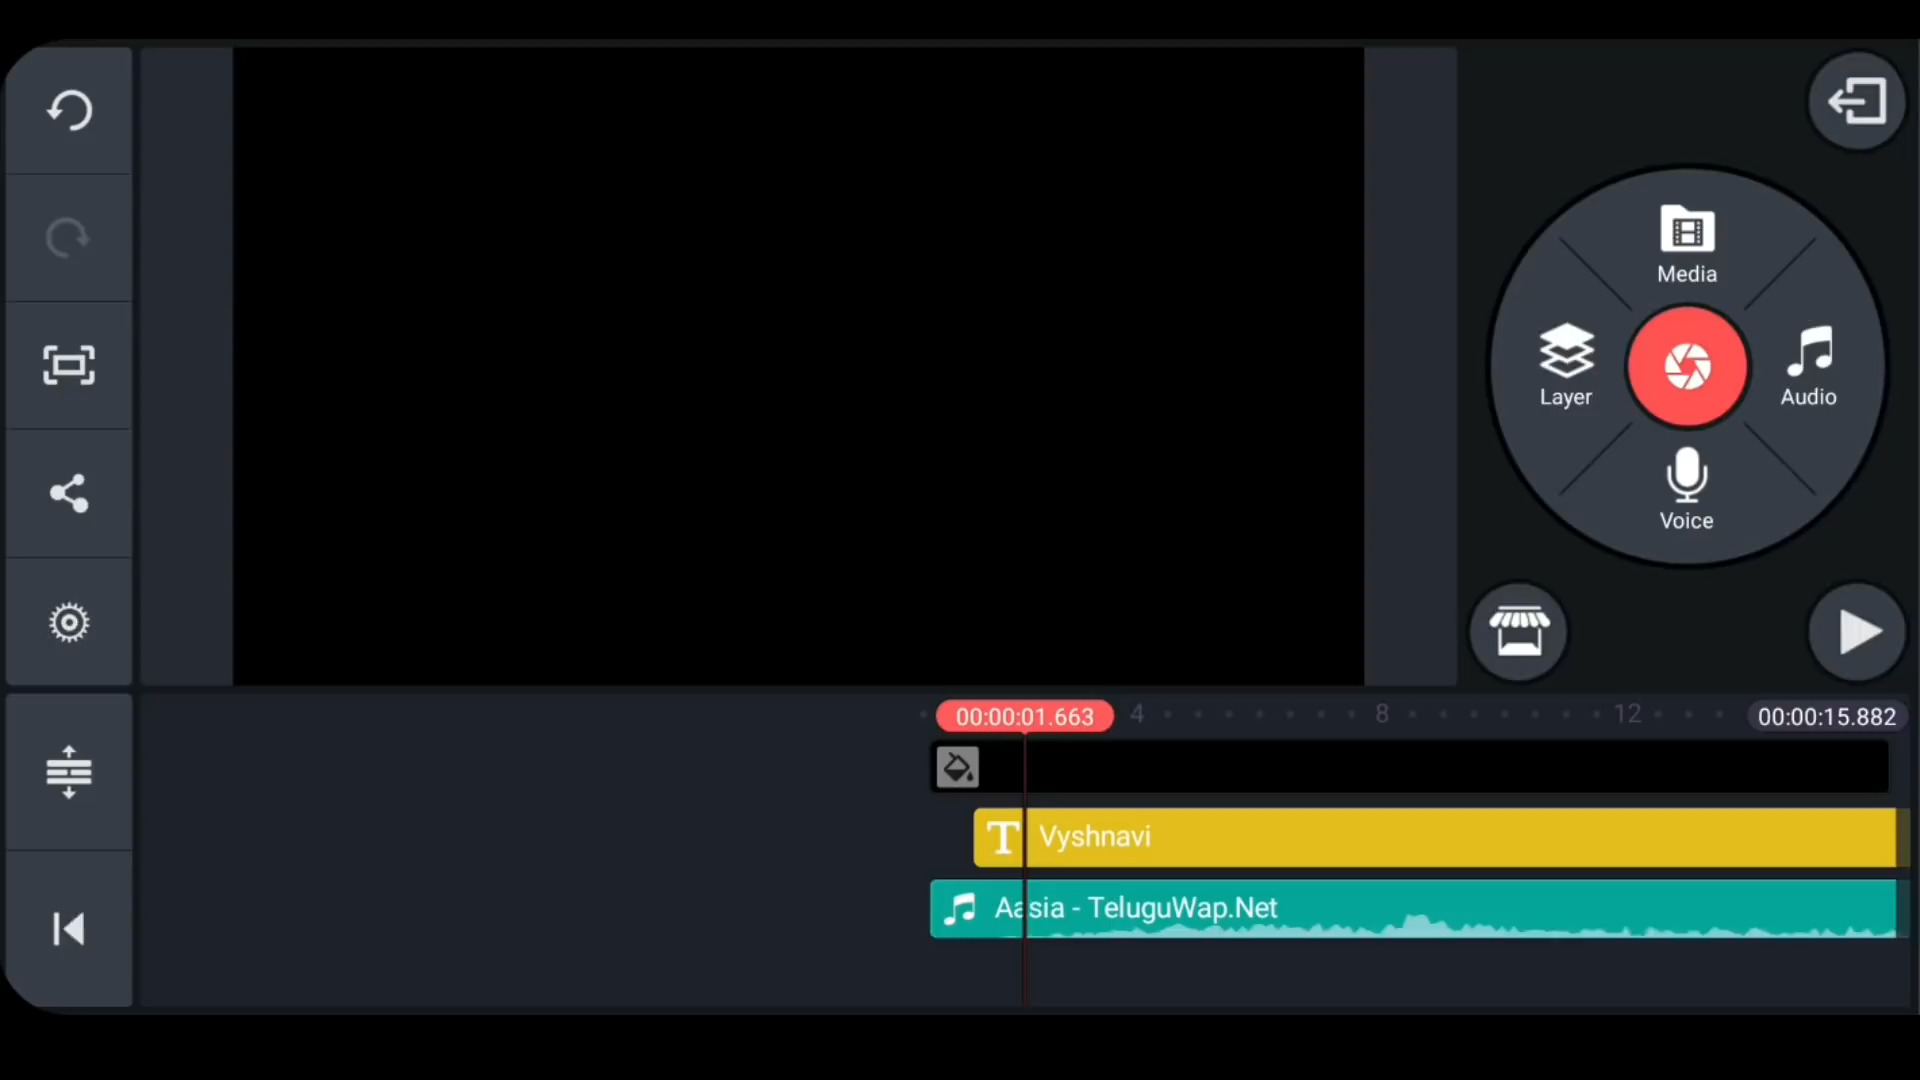 Media
Layer
Audio
Voice
00:00:01.663
4
8
12
00:00:15.882
T
Vyshnavi
Aasia - TeluguWap.Net